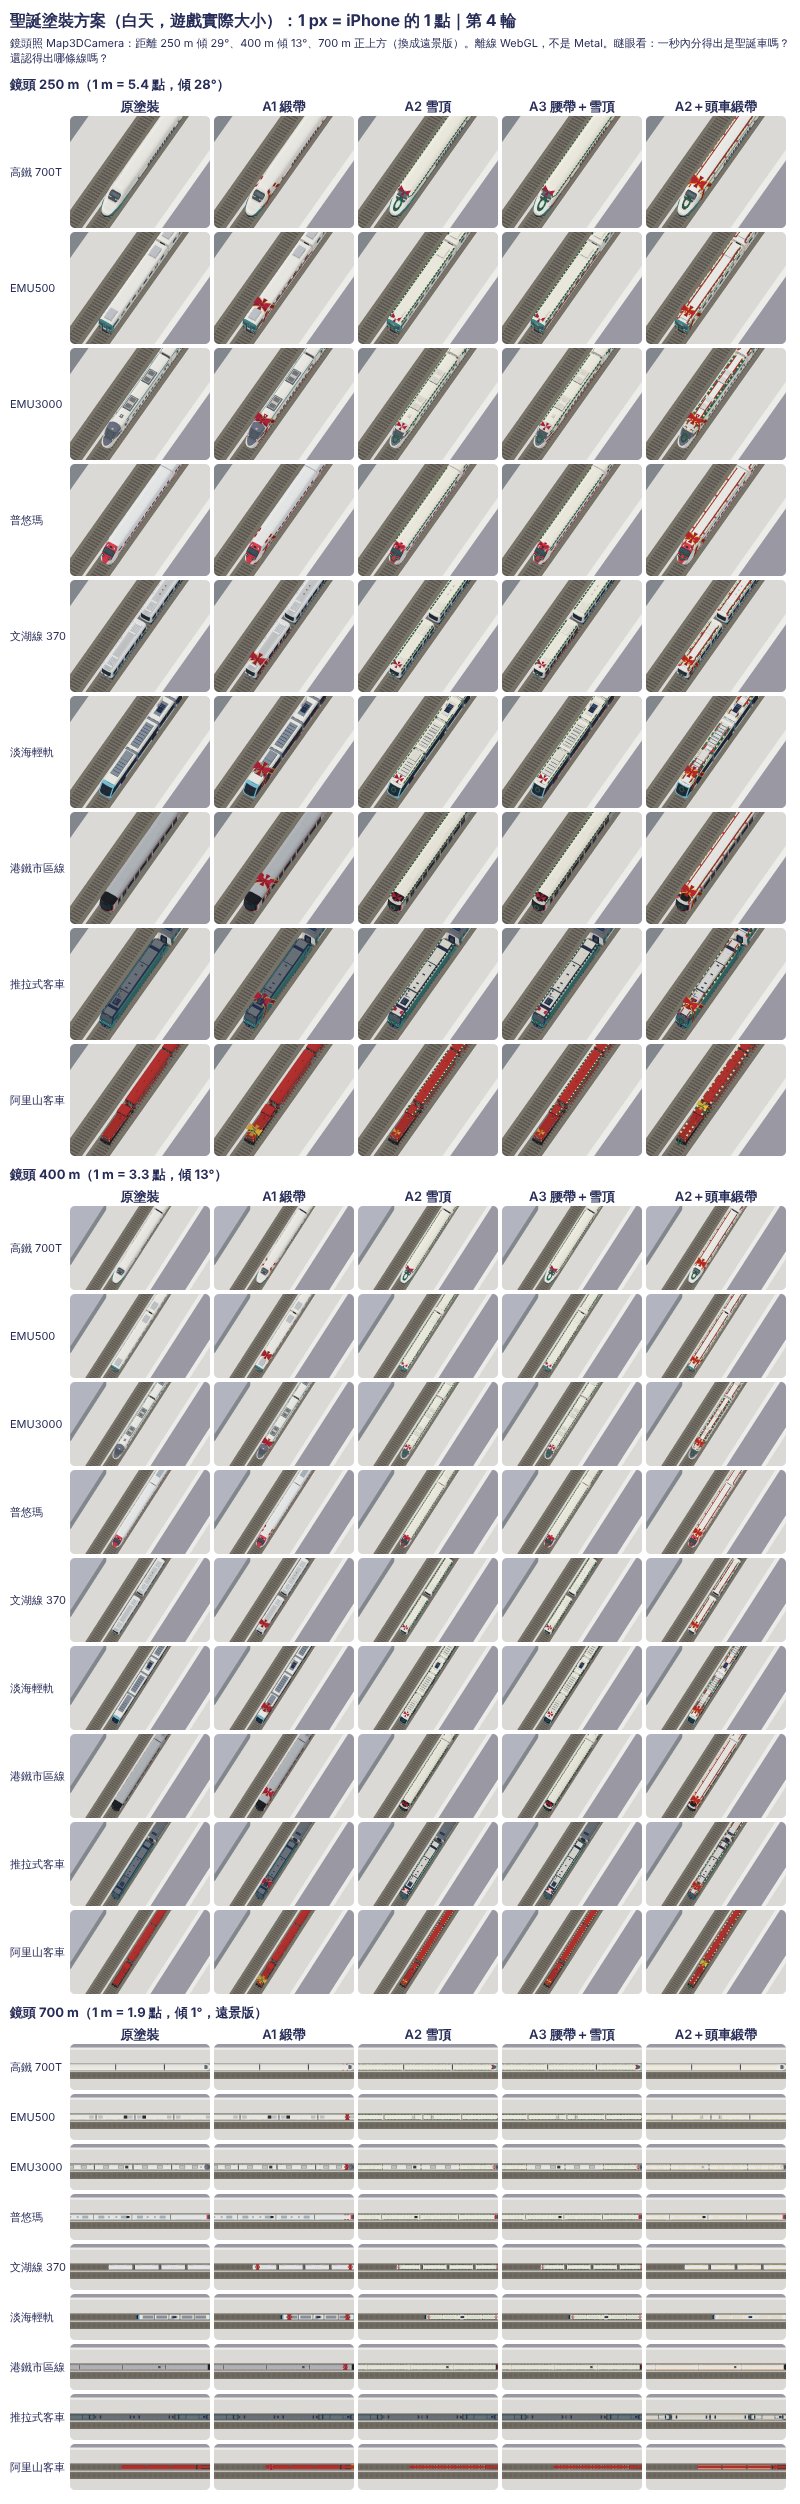 聖誕塗裝方案（白天，遊戲實際大小）：1 px = iPhone 的 1 點｜第 4 輪
鏡頭照 Map3DCamera：距離 250 m 傾 29°、400 m 傾 13°、700 m 正上方（換成遠景版）。離線 WebGL，不是 Metal。瞇眼看：一秒內分得出是聖誕車嗎？
還認得出哪條線嗎？
鏡頭 250 m（1 m = 5.4 點，傾 28°）
原塗裝 A1 緞帶 A2 雪頂 A3 腰帶＋雪頂 A2＋頭車緞帶
高鐵 700T
EMU500
EMU3000
普悠瑪
文湖線 370
淡海輕軌
港鐵市區線
推拉式客車
阿里山客車
鏡頭 400 m（1 m = 3.3 點，傾 13°）
原塗裝 A1 緞帶 A2 雪頂 A3 腰帶＋雪頂 A2＋頭車緞帶
高鐵 700T
EMU500
EMU3000
普悠瑪
文湖線 370
淡海輕軌
港鐵市區線
推拉式客車
阿里山客車
鏡頭 700 m（1 m = 1.9 點，傾 1°，遠景版）
原塗裝 A1 緞帶 A2 雪頂 A3 腰帶＋雪頂 A2＋頭車緞帶
高鐵 700T
EMU500
EMU3000
普悠瑪
文湖線 370
淡海輕軌
港鐵市區線
推拉式客車
阿里山客車